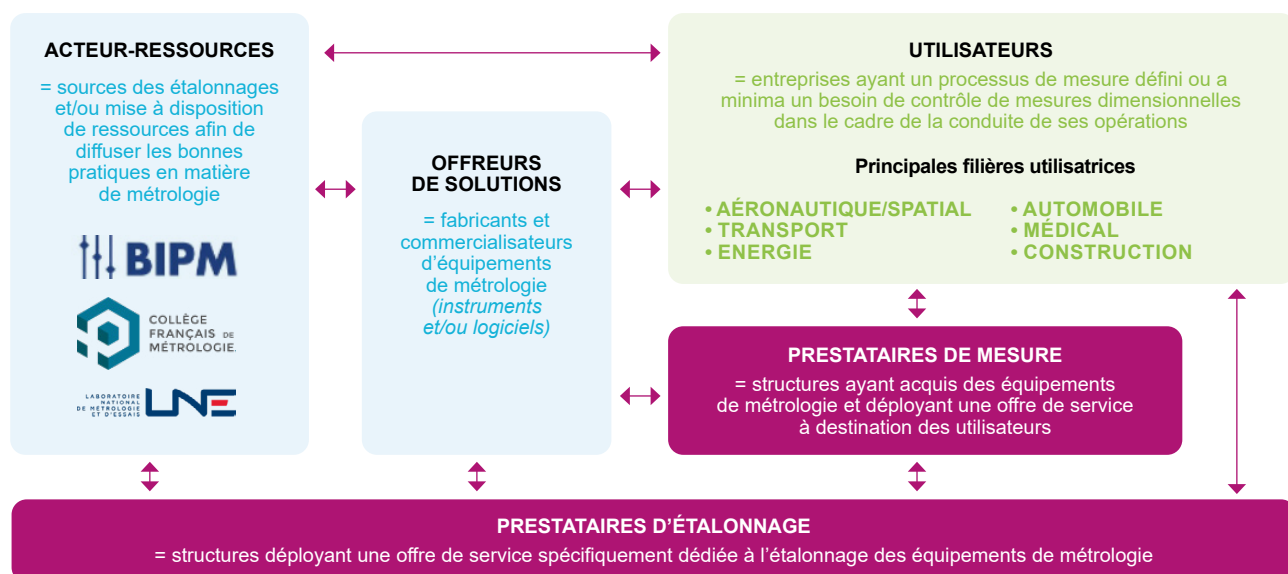 ACTEUR-RESSOURCES
= sources des étalonnages
et/ou mise à disposition
de ressources afin de
diffuser les bonnes
pratiques en matière
de métrologie
BIPM
COLLÈGE
FRANÇAIS DE
MÉTROLOGIE.
LABORATOIRE
NATIONAL
DE MÉTROLOGIE
ET D'ESSAIS
LNE
OFFREURS
DE SOLUTIONS
= fabricants et
commercialisateurs
d’équipements
de métrologie
(instruments
et/ou logiciels)
UTILISATEURS
= entreprises ayant un processus de mesure défini ou a
minima un besoin de contrôle de mesures dimensionnelles
dans le cadre de la conduite de ses opérations
Principales filières utilisatrices
• AÉRONAUTIQUE/SPATIAL
• TRANSPORT
• ENERGIE
• AUTOMOBILE
• MÉDICAL
• CONSTRUCTION
PRESTATAIRES DE MESURE
= structures ayant acquis des équipements
de métrologie et déployant une offre de service
à destination des utilisateurs
PRESTATAIRES D’ÉTALONNAGE
= structures déployant une offre de service spécifiquement dédiée à l’étalonnage des équipements de métrologie